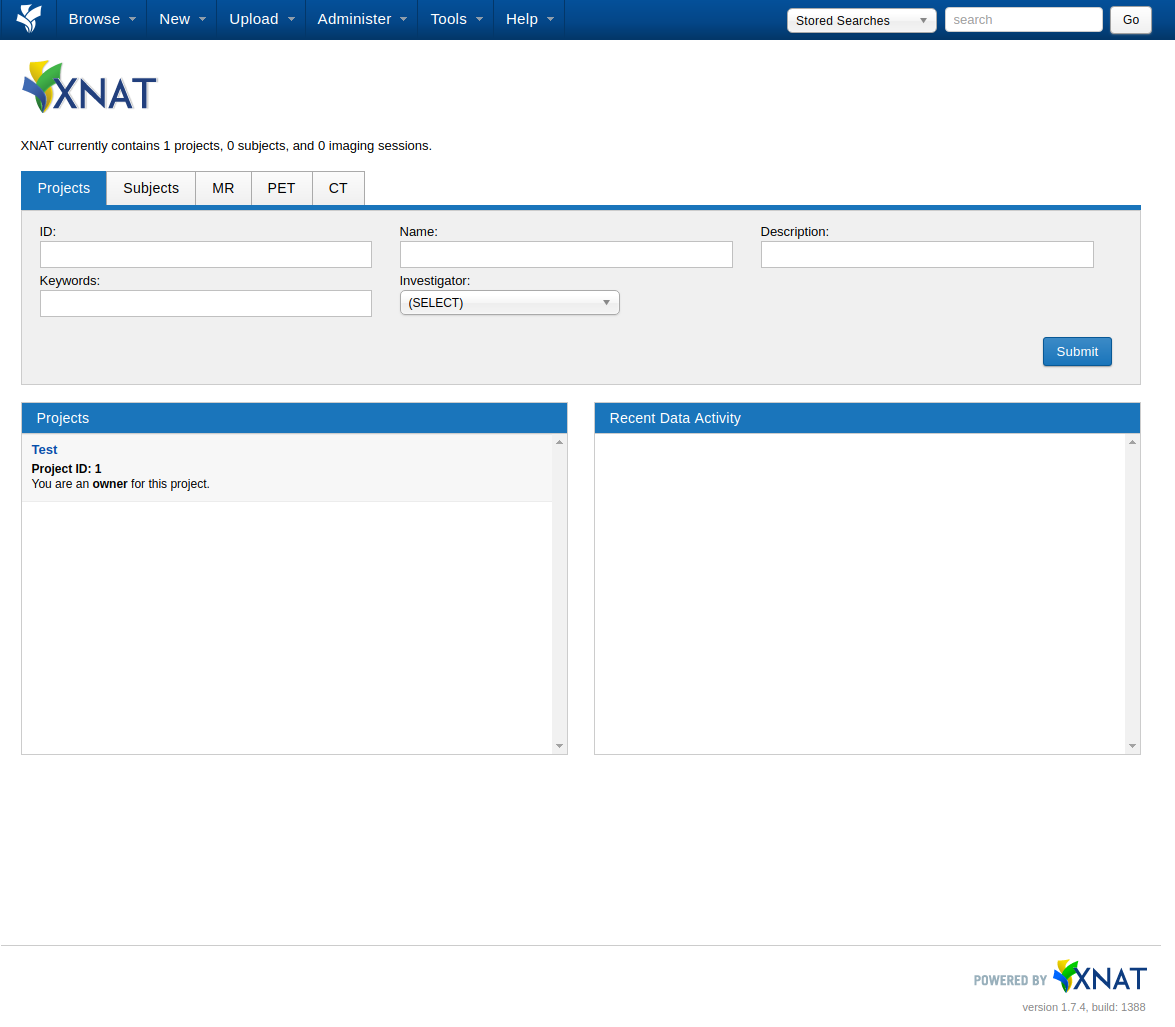 Browse New Upload Administer Tools Help Stored Searches search Go
XNAT
XNAT currently contains 1 projects, 0 subjects, and 0 imaging sessions.
Projects Subjects MR PET CT
ID: Name: Description:
Keywords: Investigator:
(SELECT)
Submit
Projects
Test
Project ID: 1
You are an owner for this project.
Recent Data Activity
POWERED BY XNAT
version 1.7.4, build: 1388